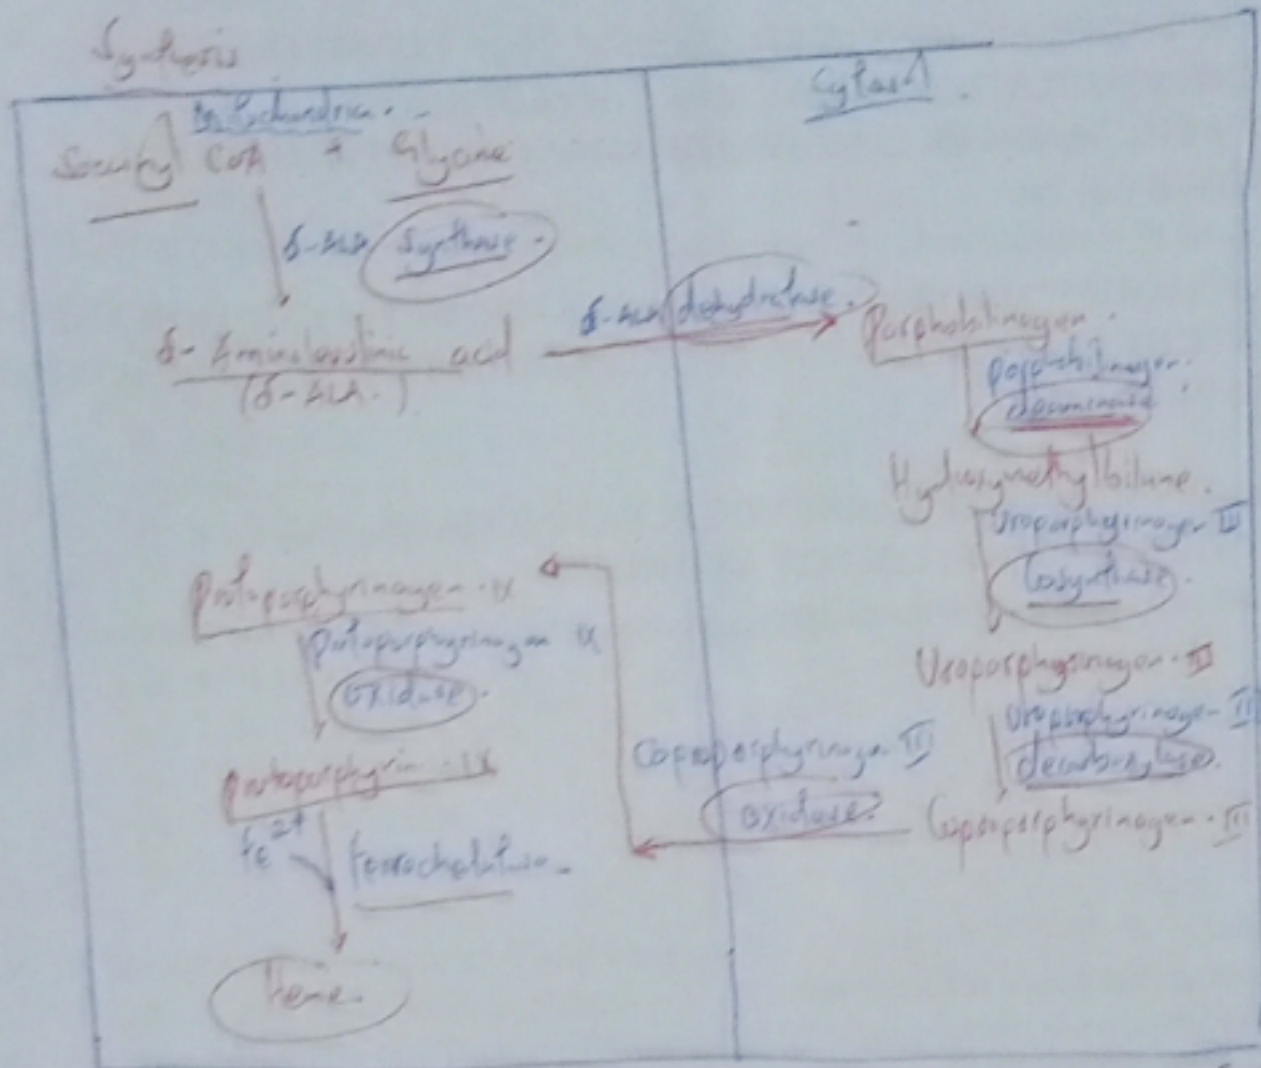 Synthesis
Mitochondria.
Cytosol.
Succinyl CoA + Glycine
δ-ALA Synthase.
δ-ALA dehydratase.
δ-Aminolevulinic acid
(δ-ALA.)
Porphobilinogen.
porphobilinogen
deaminase
Hydroxymethylbilane.
Uroporphyrinogen III
Cosynthase.
Protoporphyrinogen-IX
Protoporphyrinogen IX
oxidase.
Uroporphyrinogen-III
Uroporphyrinogen-III
decarboxylase.
Coproporphyrinogen III
oxidase.
Coproporphyrinogen-III
Protoporphyrin-IX
Fe2+
ferrochelatase.
Heme.